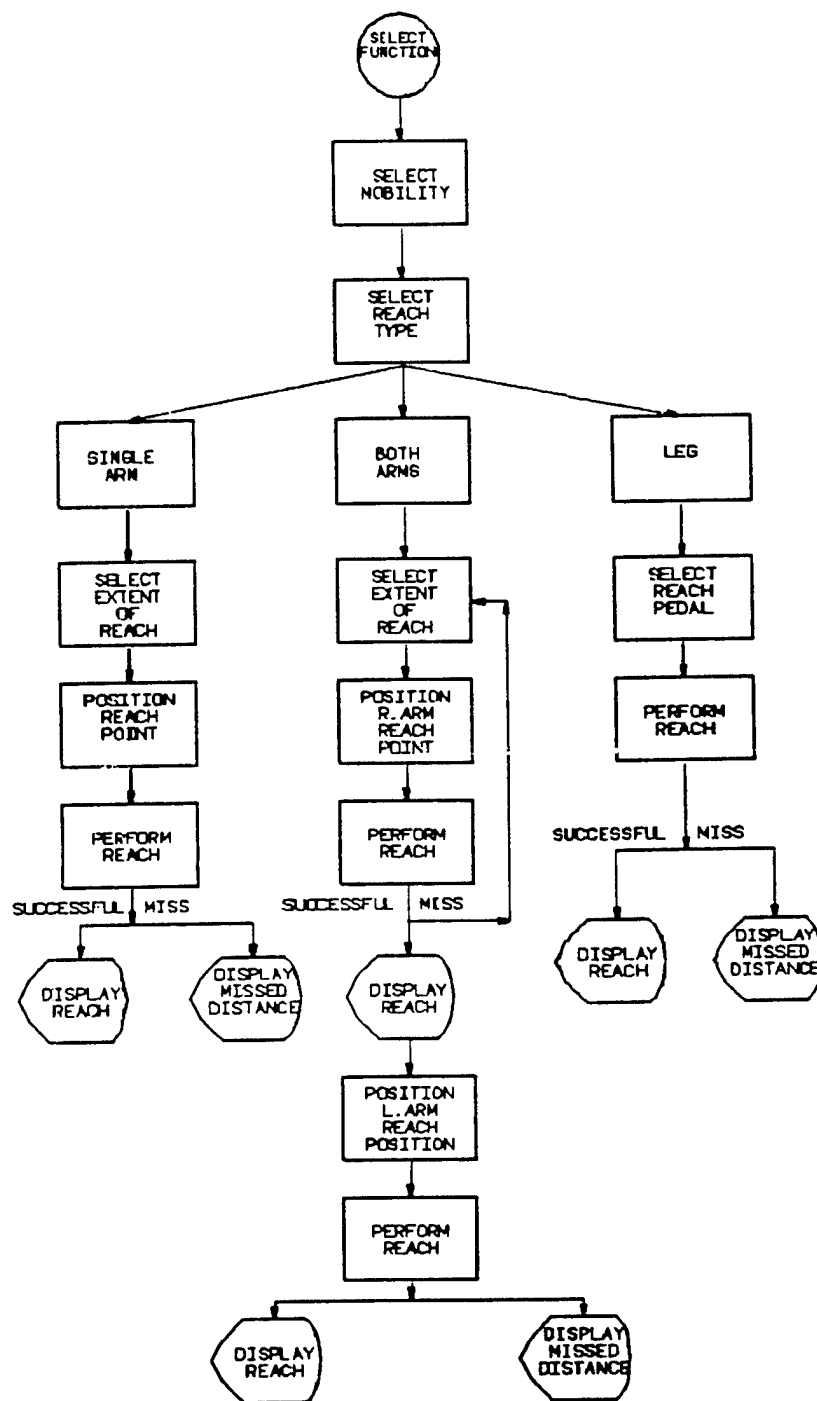 SELECT
FUNCTION
SELECT
MOBILITY
SELECT
REACH
TYPE
SINGLE
ARM
BOTH
ARMS
LEG
SELECT
EXTENT
OF
REACH
SELECT
EXTENT
OF
REACH
SELECT
REACH
PEDAL
POSITION
REACH
POINT
POSITION
R.ARM
REACH
POINT
PERFORM
REACH
PERFORM
REACH
PERFORM
REACH
SUCCESSFUL MISS
SUCCESSFUL MISS
SUCCESSFUL MISS
DISPLAY
REACH
DISPLAY
MISSED
DISTANCE
DISPLAY
REACH
DISPLAY
REACH
DISPLAY
MISSED
DISTANCE
POSITION
L.ARM
REACH
POSITION
PERFORM
REACH
DISPLAY
REACH
DISPLAY
MISSED
DISTANCE